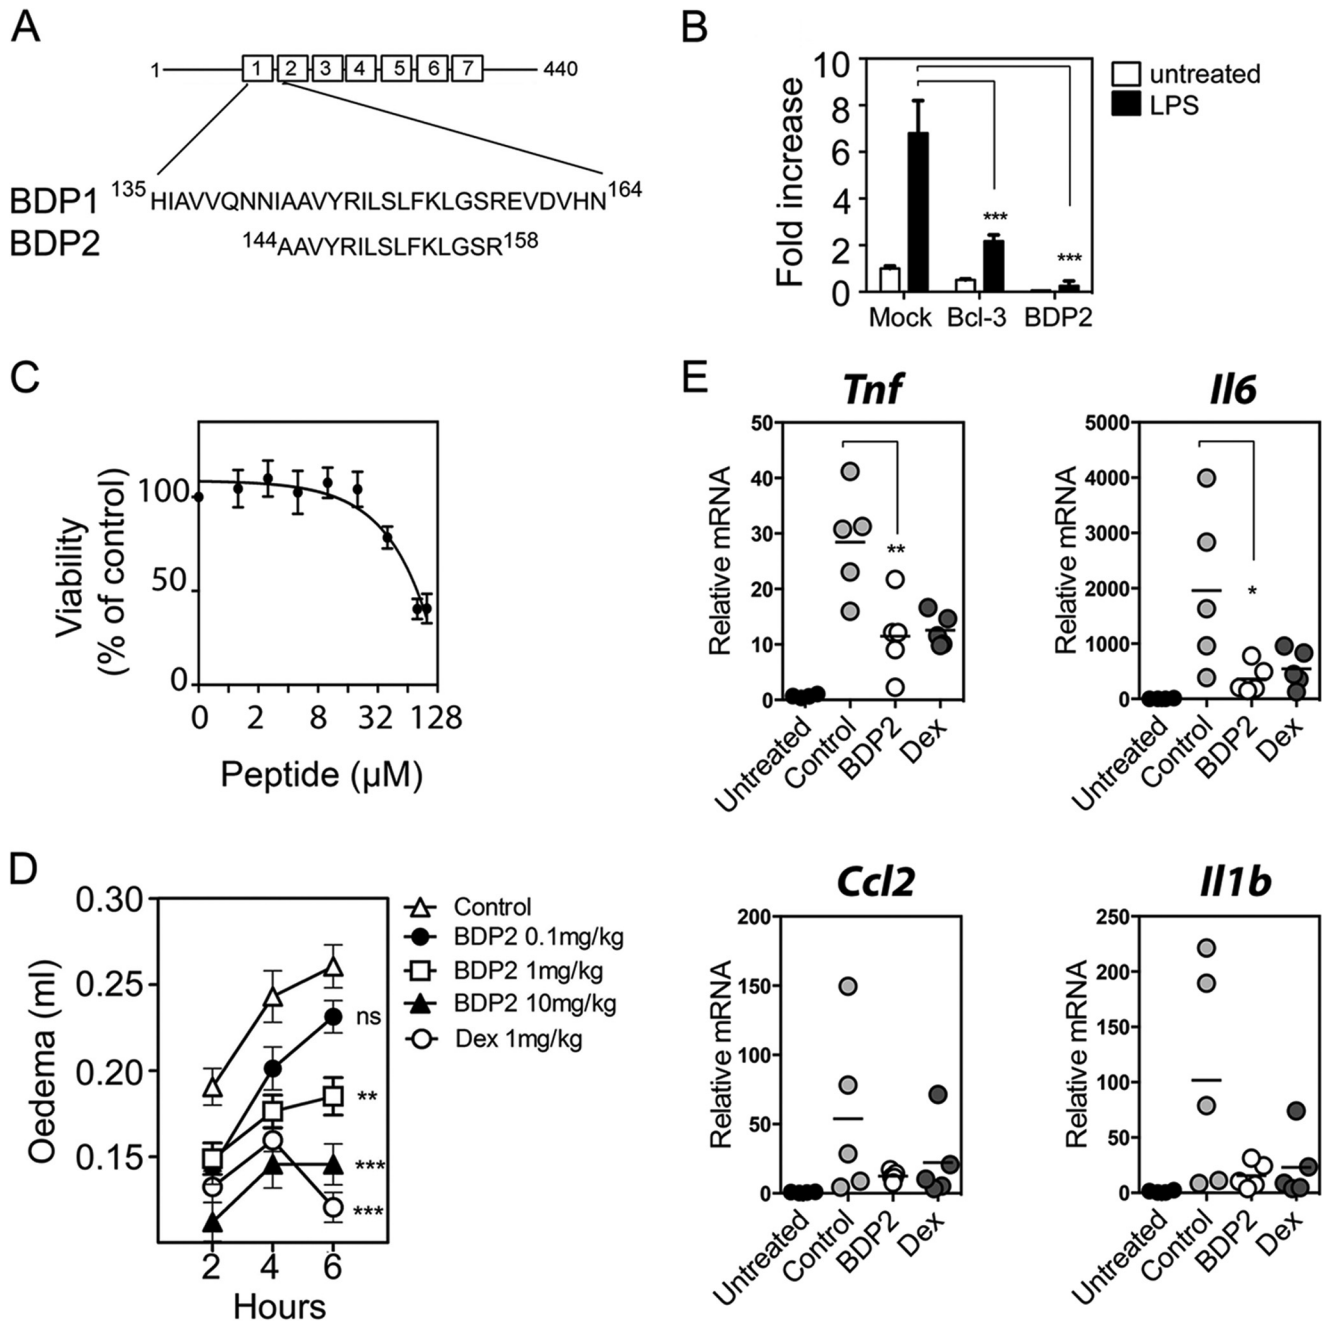 A
1 1 2 3 4 5 6 7 440
BDP1 135HIAVVQNNIAAVYRILSLFKLGSREVDVHN164
BDP2 144AAVYRILSLFKLGSR158
B
Fold increase
10
8
6
4
2
0
*** ***
Mock Bcl-3 BDP2
untreated
LPS
C
Viability
(% of control)
100
50
0
0 2 8 32 128
Peptide (µM)
D
Oedema (ml)
0.30
0.25
0.20
0.15
ns
**
***
***
2 4 6
Hours
Control
BDP2 0.1mg/kg
BDP2 1mg/kg
BDP2 10mg/kg
Dex 1mg/kg
E
Tnf
Relative mRNA
50
40
30
20
10
0
**
Untreated Control BDP2 Dex
Il6
Relative mRNA
5000
4000
3000
2000
1000
0
*
Untreated Control BDP2 Dex
Ccl2
Relative mRNA
200
150
100
50
0
Untreated Control BDP2 Dex
Il1b
Relative mRNA
250
200
150
100
50
0
Untreated Control BDP2 Dex